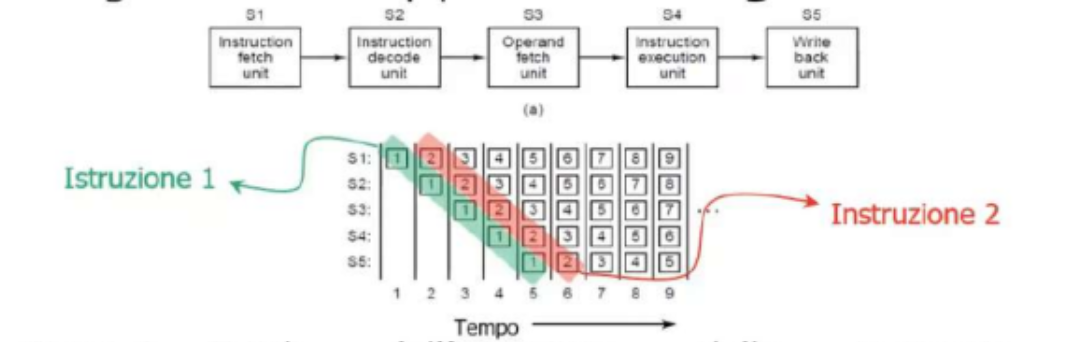 S1 S2 S3 S4 S5
Instruction fetch unit
Instruction decode unit
Operand fetch unit
Instruction execution unit
Write back unit
(a)
Istruzione 1
S1: 1 2 3 4 5 6 7 8 9
S2: 1 2 3 4 5 6 7 8
S3: 1 2 3 4 5 6 7 ...
S4: 1 2 3 4 5 6
S5: 1 2 3 4 5
Instruzione 2
1 2 3 4 5 6 7 8 9
Tempo